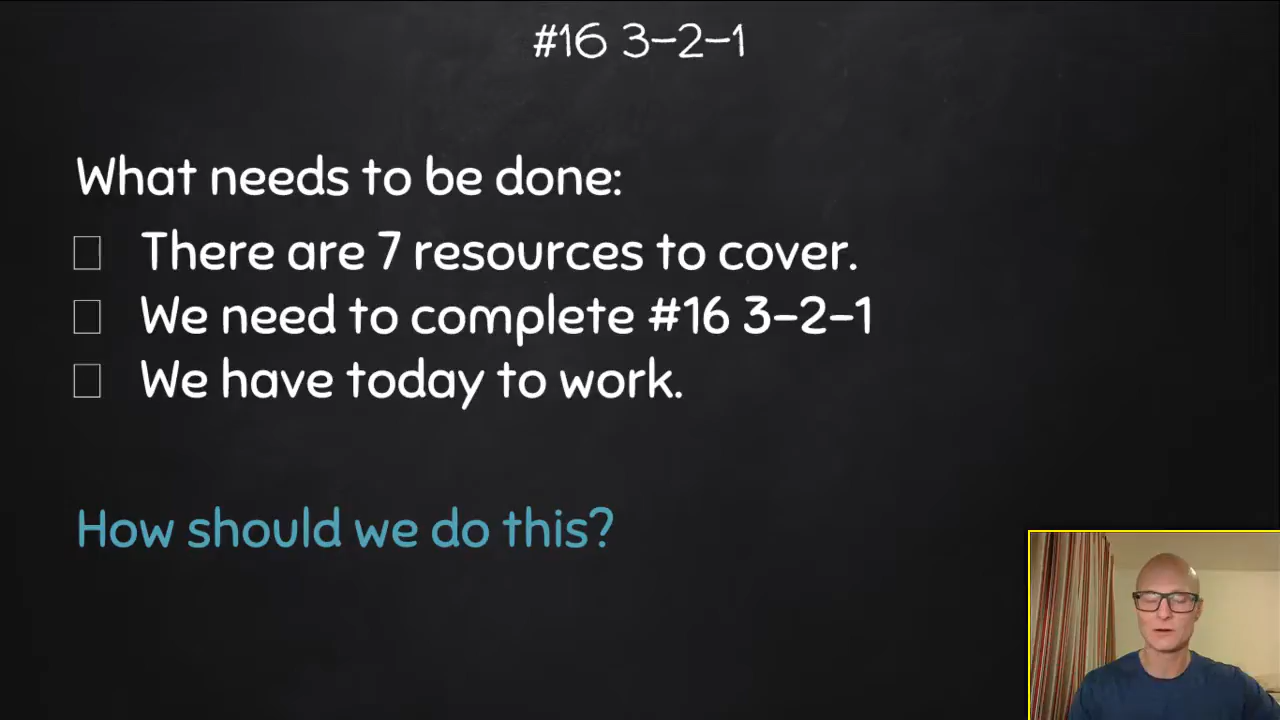 #16 3-2-1
What needs to be done:
There are 7 resources to cover.
We need to complete #16 3-2-1
We have today to work.
How should we do this?